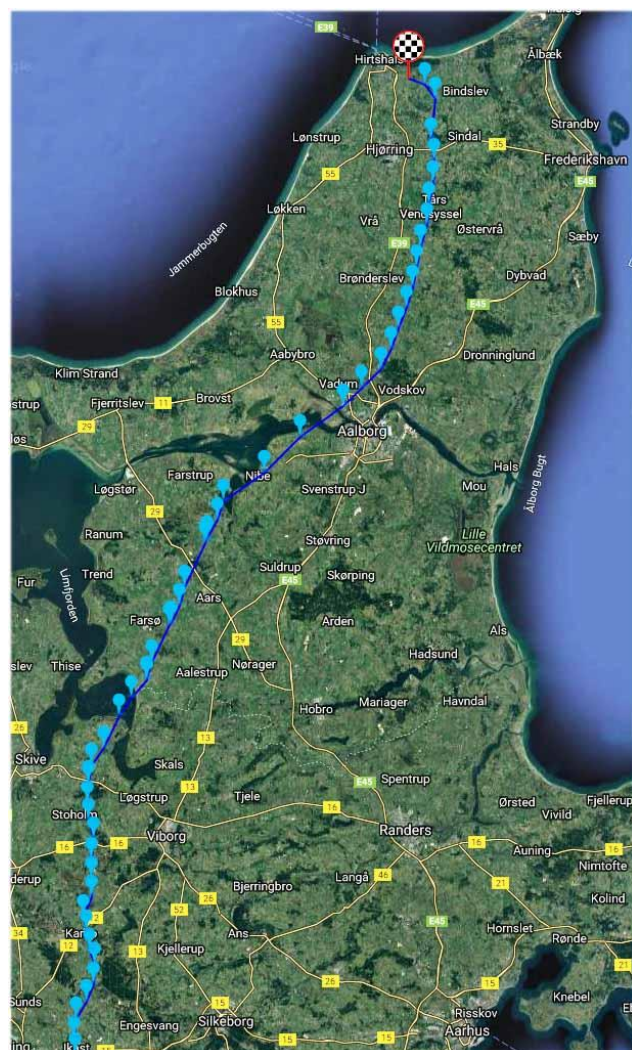 E39
Ålbæk
Hirtshals
Bindslev
Strandby
Lønstrup
Sindal
35
Hjørring
Frederikshavn
55
E45
Tårs
Vendsyssel
Løkken
Vrå
Østervrå
Sæby
Jammerbugten
E39
Brønderslev
Dybvad
Blokhus
E45
55
Aabybro
Dronninglund
Klim Strand
Vadum
Vodskov
Brovst
Fjerritslev
11
29
Aalborg
Ålborg Bugt
Farstrup
Nibe
Hals
Løgstør
Svenstrup J
Mou
29
Ranum
Støvring
Lille
Vildmosecentret
Trend
Suldrup
Skørping
Fur
E45
Aars
Farsø
Arden
Als
29
Hadsund
Thise
Nørager
Aalestrup
Mariager
Havndal
Hobro
26
13
Skive
Skals
E45
Spentrup
13
Løgstrup
Tjele
Ørsted
Fjellerup
Stoholm
16
Vivild
Viborg
Randers
16
16
16
Auning
16
Nimtofte
Langå
46
Bjerringbro
21
Kolind
26
52
E45
34
12
12
Hornslet
Ans
Rønde
13
Kjellerup
21
26
15
Knebel
Sunds
15
Engesvang
Silkeborg
Risskov
Ikast
15
15
15
Aarhus